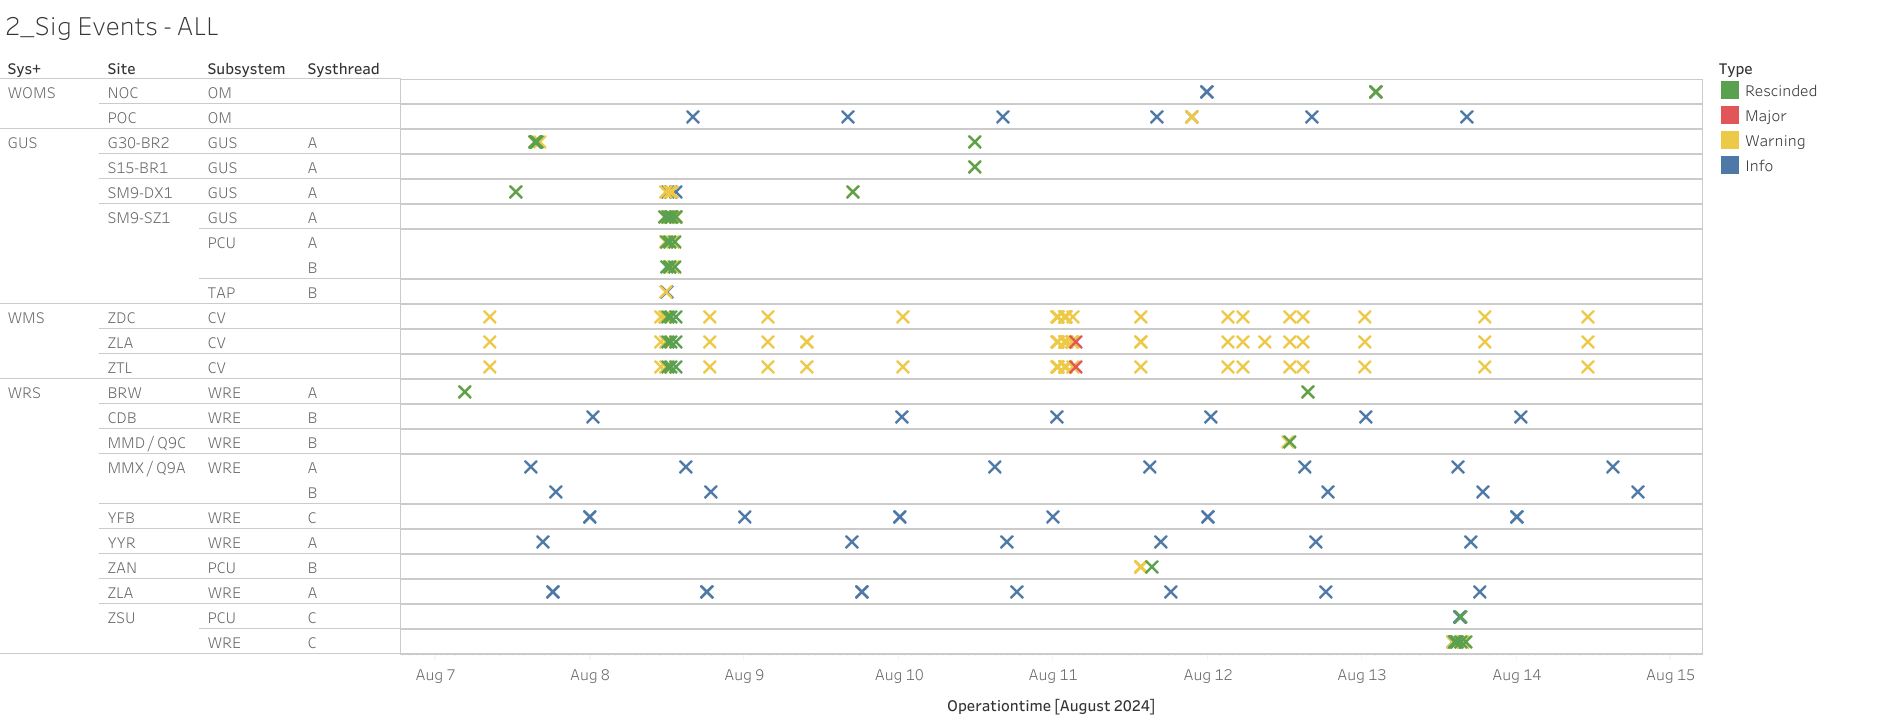 2_Sig Events - ALL
Sys+ Site Subsystem Systhread
Type
WOMS NOC OM
Rescinded
POC OM
Major
GUS G30-BR2 GUS A
Warning
S15-BR1 GUS A
Info
SM9-DX1 GUS A
SM9-SZ1 GUS A
PCU A
B
TAP B
WMS ZDC CV
ZLA CV
ZTL CV
WRS BRW WRE A
CDB WRE B
MMD / Q9C WRE B
MMX / Q9A WRE A
B
YFB WRE C
YYR WRE A
ZAN PCU B
ZLA WRE A
ZSU PCU C
WRE C
Aug 7 Aug 8 Aug 9 Aug 10 Aug 11 Aug 12 Aug 13 Aug 14 Aug 15
Operationtime [August 2024]